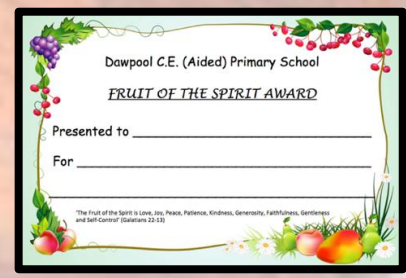 Dawpool C.E. (Aided) Primary School
FRUIT OF THE SPIRIT AWARD
Presented to
For
"The Fruit of the Spirit is Love, Joy, Peace, Patience, Kindness, Generosity, Faithfulness, Gentleness
and Self-Control" (Galatians 22-13)